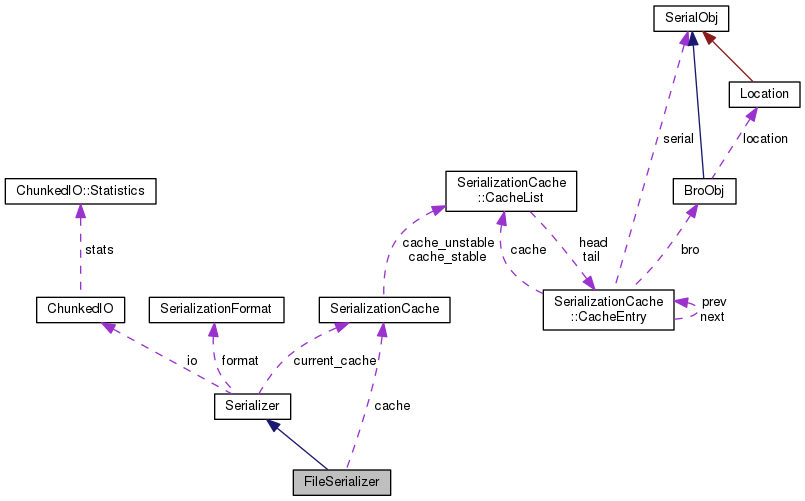 SerialObj
Location
serial
location
ChunkedIO::Statistics
SerializationCache
::CacheList
BroObj
stats
cache_unstable
cache_stable
cache
head
tail
bro
ChunkedIO
SerializationFormat
SerializationCache
SerializationCache
::CacheEntry
prev
next
io
format
current_cache
Serializer
cache
FileSerializer